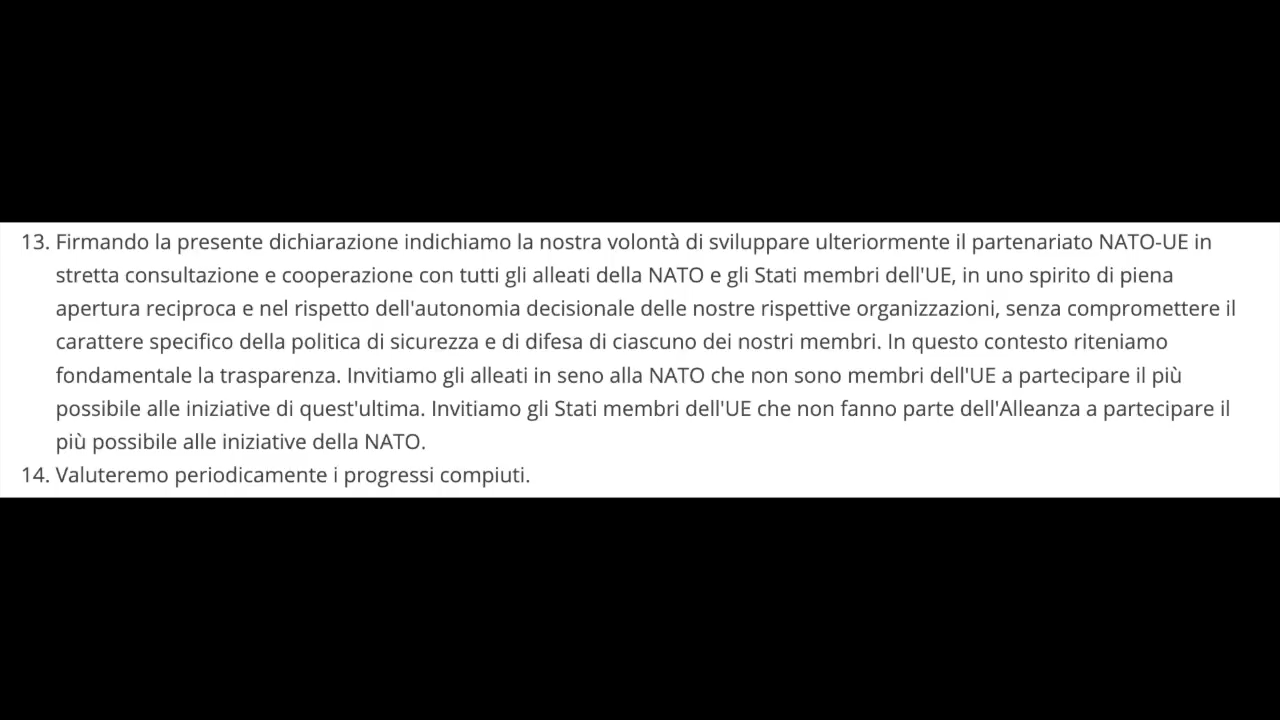 13. Firmando la presente dichiarazione indichiamo la nostra volontà di sviluppare ulteriormente il partenariato NATO-UE in
stretta consultazione e cooperazione con tutti gli alleati della NATO e gli Stati membri dell'UE, in uno spirito di piena
apertura reciproca e nel rispetto dell'autonomia decisionale delle nostre rispettive organizzazioni, senza compromettere il
carattere specifico della politica di sicurezza e di difesa di ciascuno dei nostri membri. In questo contesto riteniamo
fondamentale la trasparenza. Invitiamo gli alleati in seno alla NATO che non sono membri dell'UE a partecipare il più
possibile alle iniziative di quest'ultima. Invitiamo gli Stati membri dell'UE che non fanno parte dell'Alleanza a partecipare il
più possibile alle iniziative della NATO.
14. Valuteremo periodicamente i progressi compiuti.